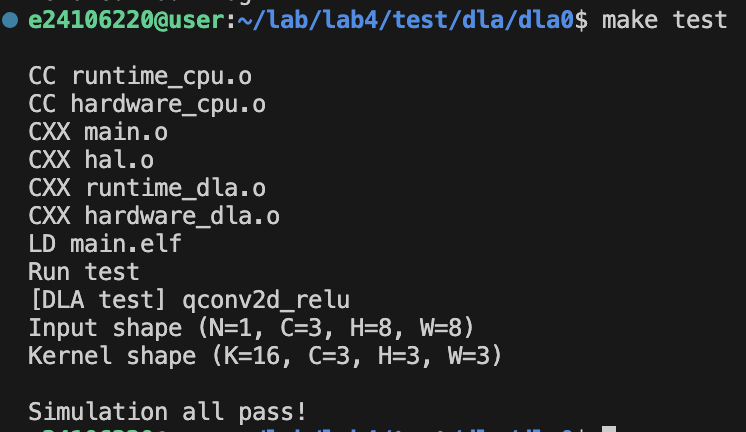 e24106220@user:~/lab/lab4/test/dla/dla0$ make test
CC runtime_cpu.o
CC hardware_cpu.o
CXX main.o
CXX hal.o
CXX runtime_dla.o
CXX hardware_dla.o
LD main.elf
Run test
[DLA test] qconv2d_relu
Input shape (N=1, C=3, H=8, W=8)
Kernel shape (K=16, C=3, H=3, W=3)
Simulation all pass!